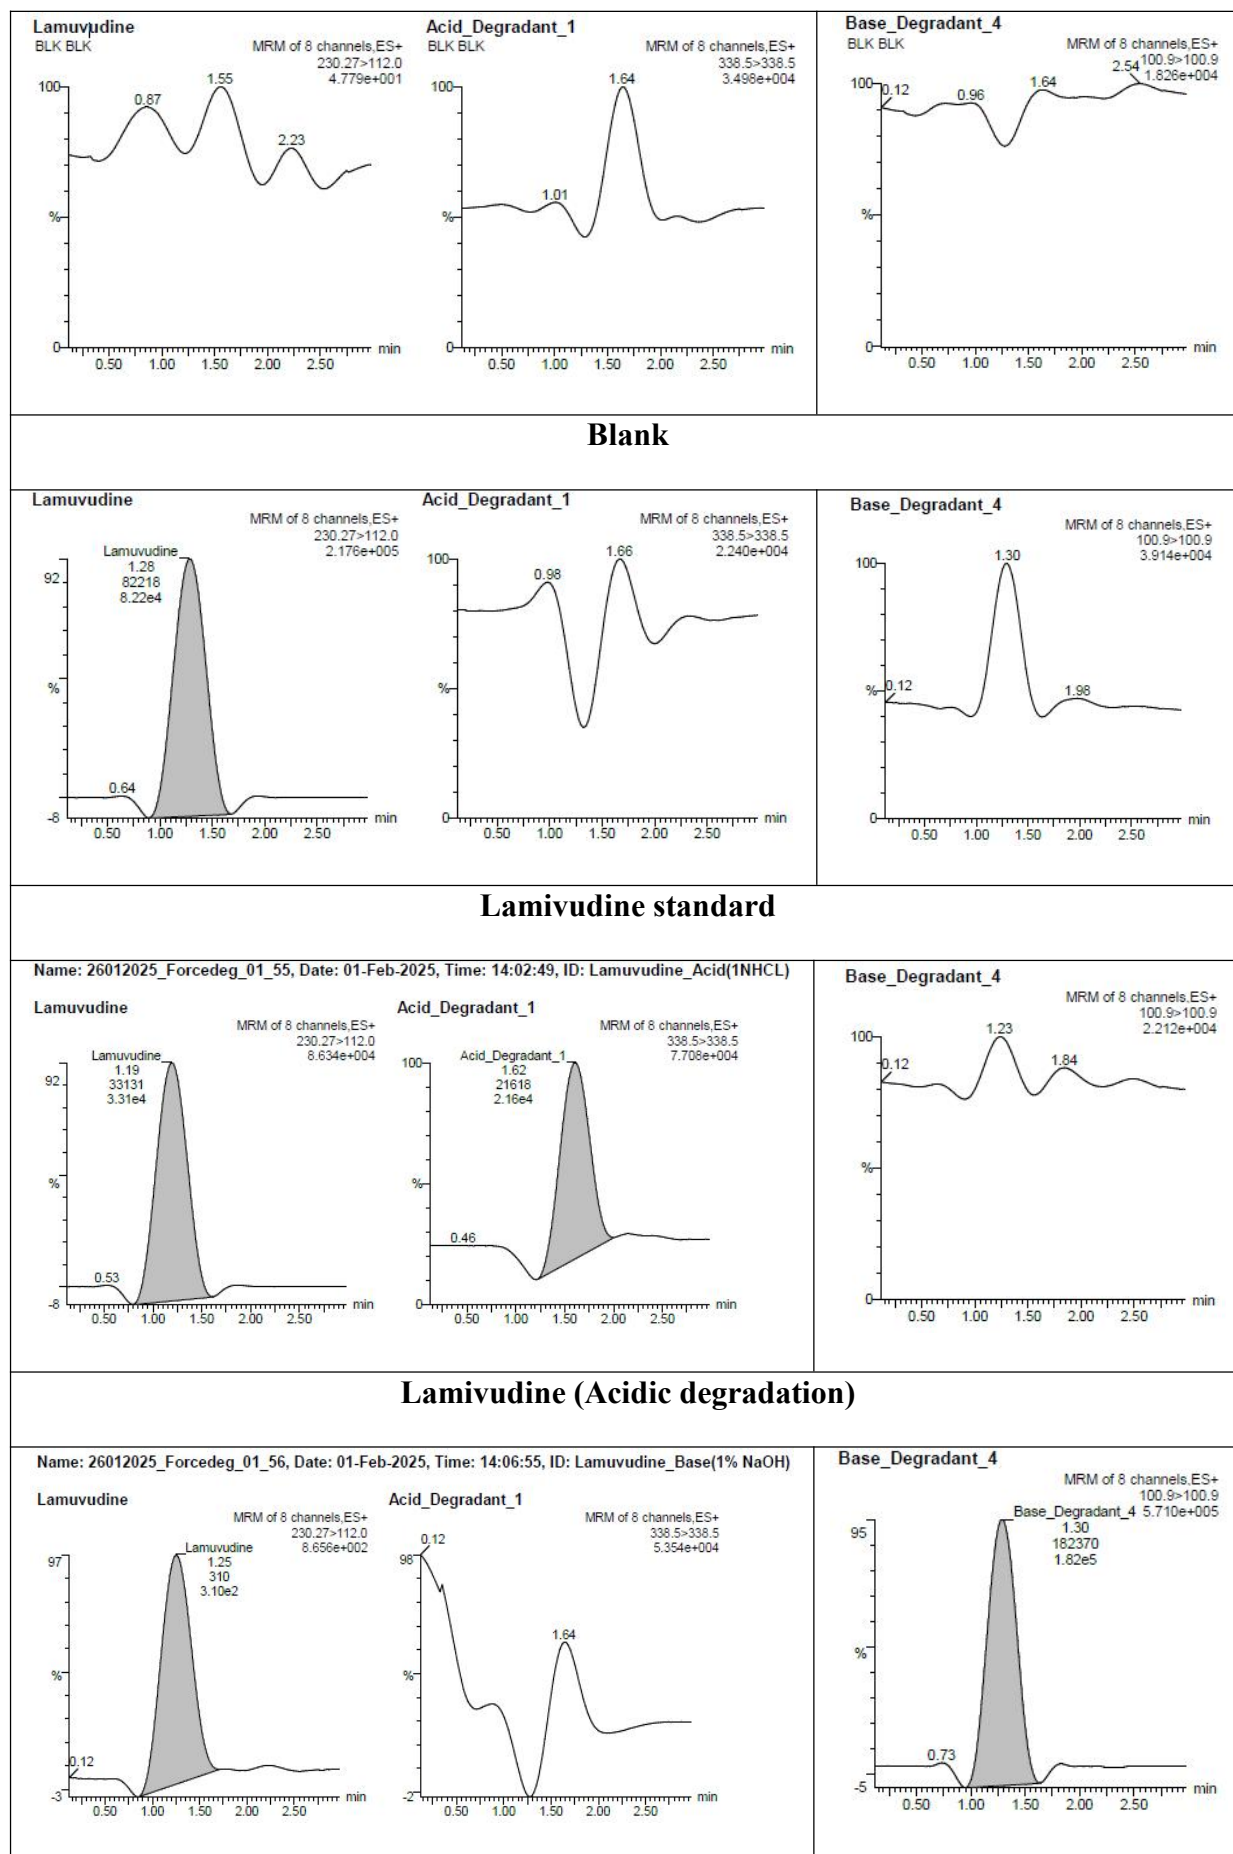 Lamuvudine
BLK BLK
MRM of 8 channels,ES+
230.27>112.0
4.779e+001
100
%
0
0.87
1.55
2.23
0.50 1.00 1.50 2.00 2.50 min
Acid_Degradant_1
BLK BLK
MRM of 8 channels,ES+
338.5>338.5
3.498e+004
100
%
0
1.01
1.64
0.50 1.00 1.50 2.00 2.50 min
Base_Degradant_4
BLK BLK
MRM of 8 channels,ES+
100.9>100.9
1.826e+004
100
%
0
0.12
0.96
1.64
2.54
0.50 1.00 1.50 2.00 2.50 min
Blank
Lamuvudine
MRM of 8 channels,ES+
230.27>112.0
2.176e+005
Lamuvudine
1.28
82218
8.22e4
92
%
-8
0.64
0.50 1.00 1.50 2.00 2.50 min
Acid_Degradant_1
MRM of 8 channels,ES+
338.5>338.5
2.240e+004
100
%
0
0.98
1.66
0.50 1.00 1.50 2.00 2.50 min
Base_Degradant_4
MRM of 8 channels,ES+
100.9>100.9
3.914e+004
100
%
0
0.12
1.30
1.98
0.50 1.00 1.50 2.00 2.50 min
Lamivudine standard
Name: 26012025_Forcedeg_01_55, Date: 01-Feb-2025, Time: 14:02:49, ID: Lamuvudine_Acid(1NHCL)
Lamuvudine
MRM of 8 channels,ES+
230.27>112.0
8.634e+004
Lamuvudine
1.19
33131
3.31e4
92
%
-8
0.53
0.50 1.00 1.50 2.00 2.50 min
Acid_Degradant_1
MRM of 8 channels,ES+
338.5>338.5
7.708e+004
Acid_Degradant_1
1.62
21618
2.16e4
100
%
0
0.46
0.50 1.00 1.50 2.00 2.50 min
Base_Degradant_4
MRM of 8 channels,ES+
100.9>100.9
2.212e+004
100
%
0
0.12
1.23
1.84
0.50 1.00 1.50 2.00 2.50 min
Lamivudine (Acidic degradation)
Name: 26012025_Forcedeg_01_56, Date: 01-Feb-2025, Time: 14:06:55, ID: Lamuvudine_Base(1% NaOH)
Lamuvudine
MRM of 8 channels,ES+
230.27>112.0
8.656e+002
Lamuvudine
1.25
310
3.10e2
97
%
-3
0.12
0.50 1.00 1.50 2.00 2.50 min
Acid_Degradant_1
MRM of 8 channels,ES+
338.5>338.5
5.354e+004
98
%
-2
0.12
1.64
0.50 1.00 1.50 2.00 2.50 min
Base_Degradant_4
MRM of 8 channels,ES+
100.9>100.9
5.710e+005
Base_Degradant_4
1.30
182370
1.82e5
95
%
-5
0.73
0.50 1.00 1.50 2.00 2.50 min